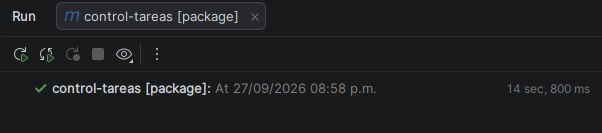 Run m control-tareas [package]
control-tareas [package]: At 27/09/2026 08:58 p.m. 14 sec, 800 ms